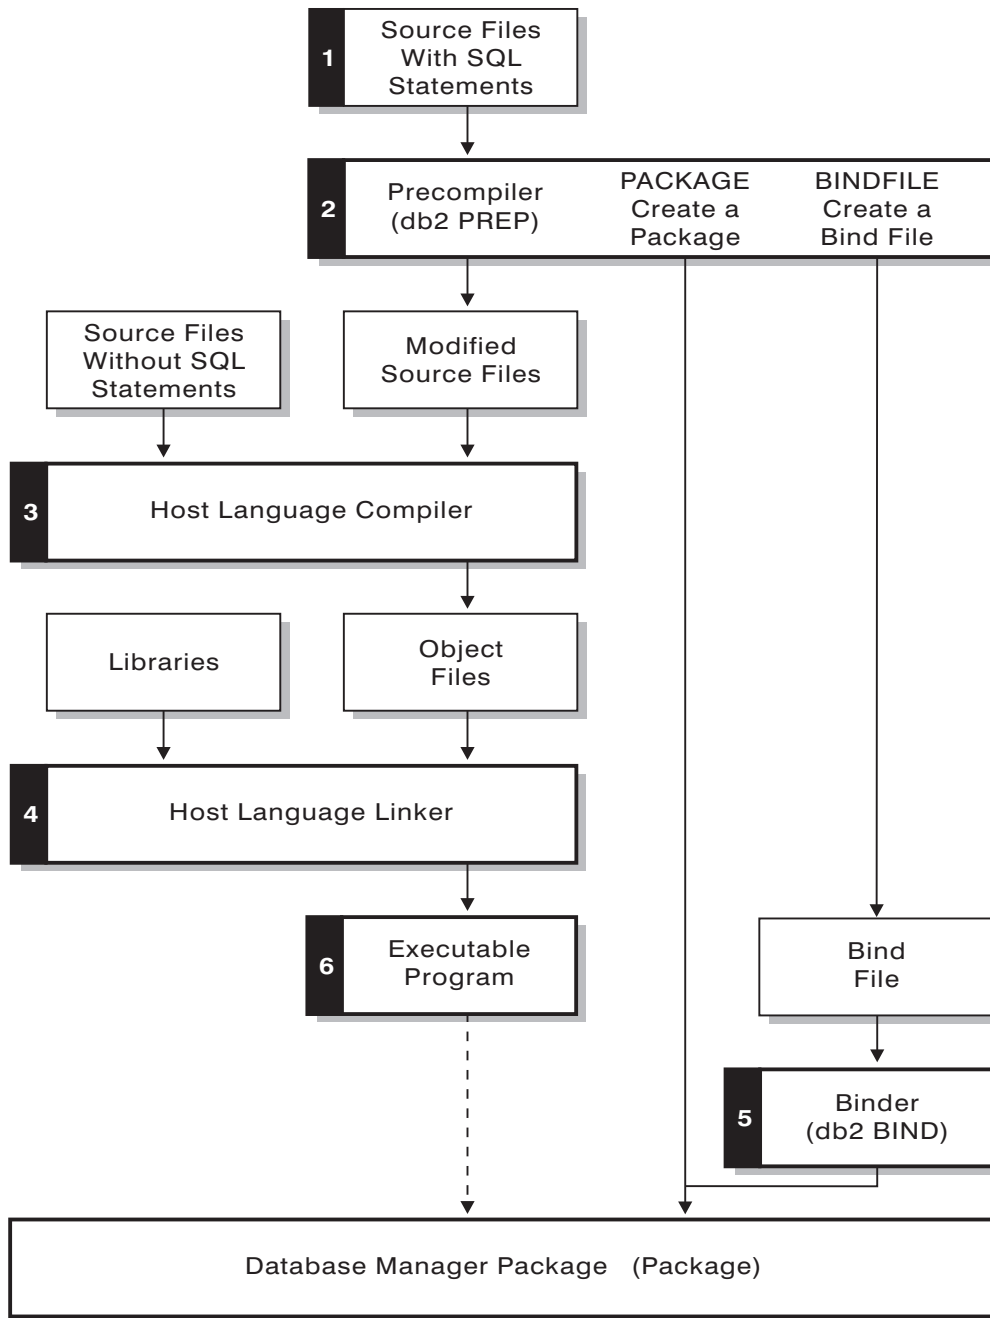 1
Source Files
With SQL
Statements
2
Precompiler
(db2 PREP)
PACKAGE
Create a
Package
BINDFILE
Create a
Bind File
Source Files
Without SQL
Statements
Modified
Source Files
3
Host Language Compiler
Libraries
Object
Files
4
Host Language Linker
6
Executable
Program
Bind
File
5
Binder
(db2 BIND)
Database Manager Package (Package)